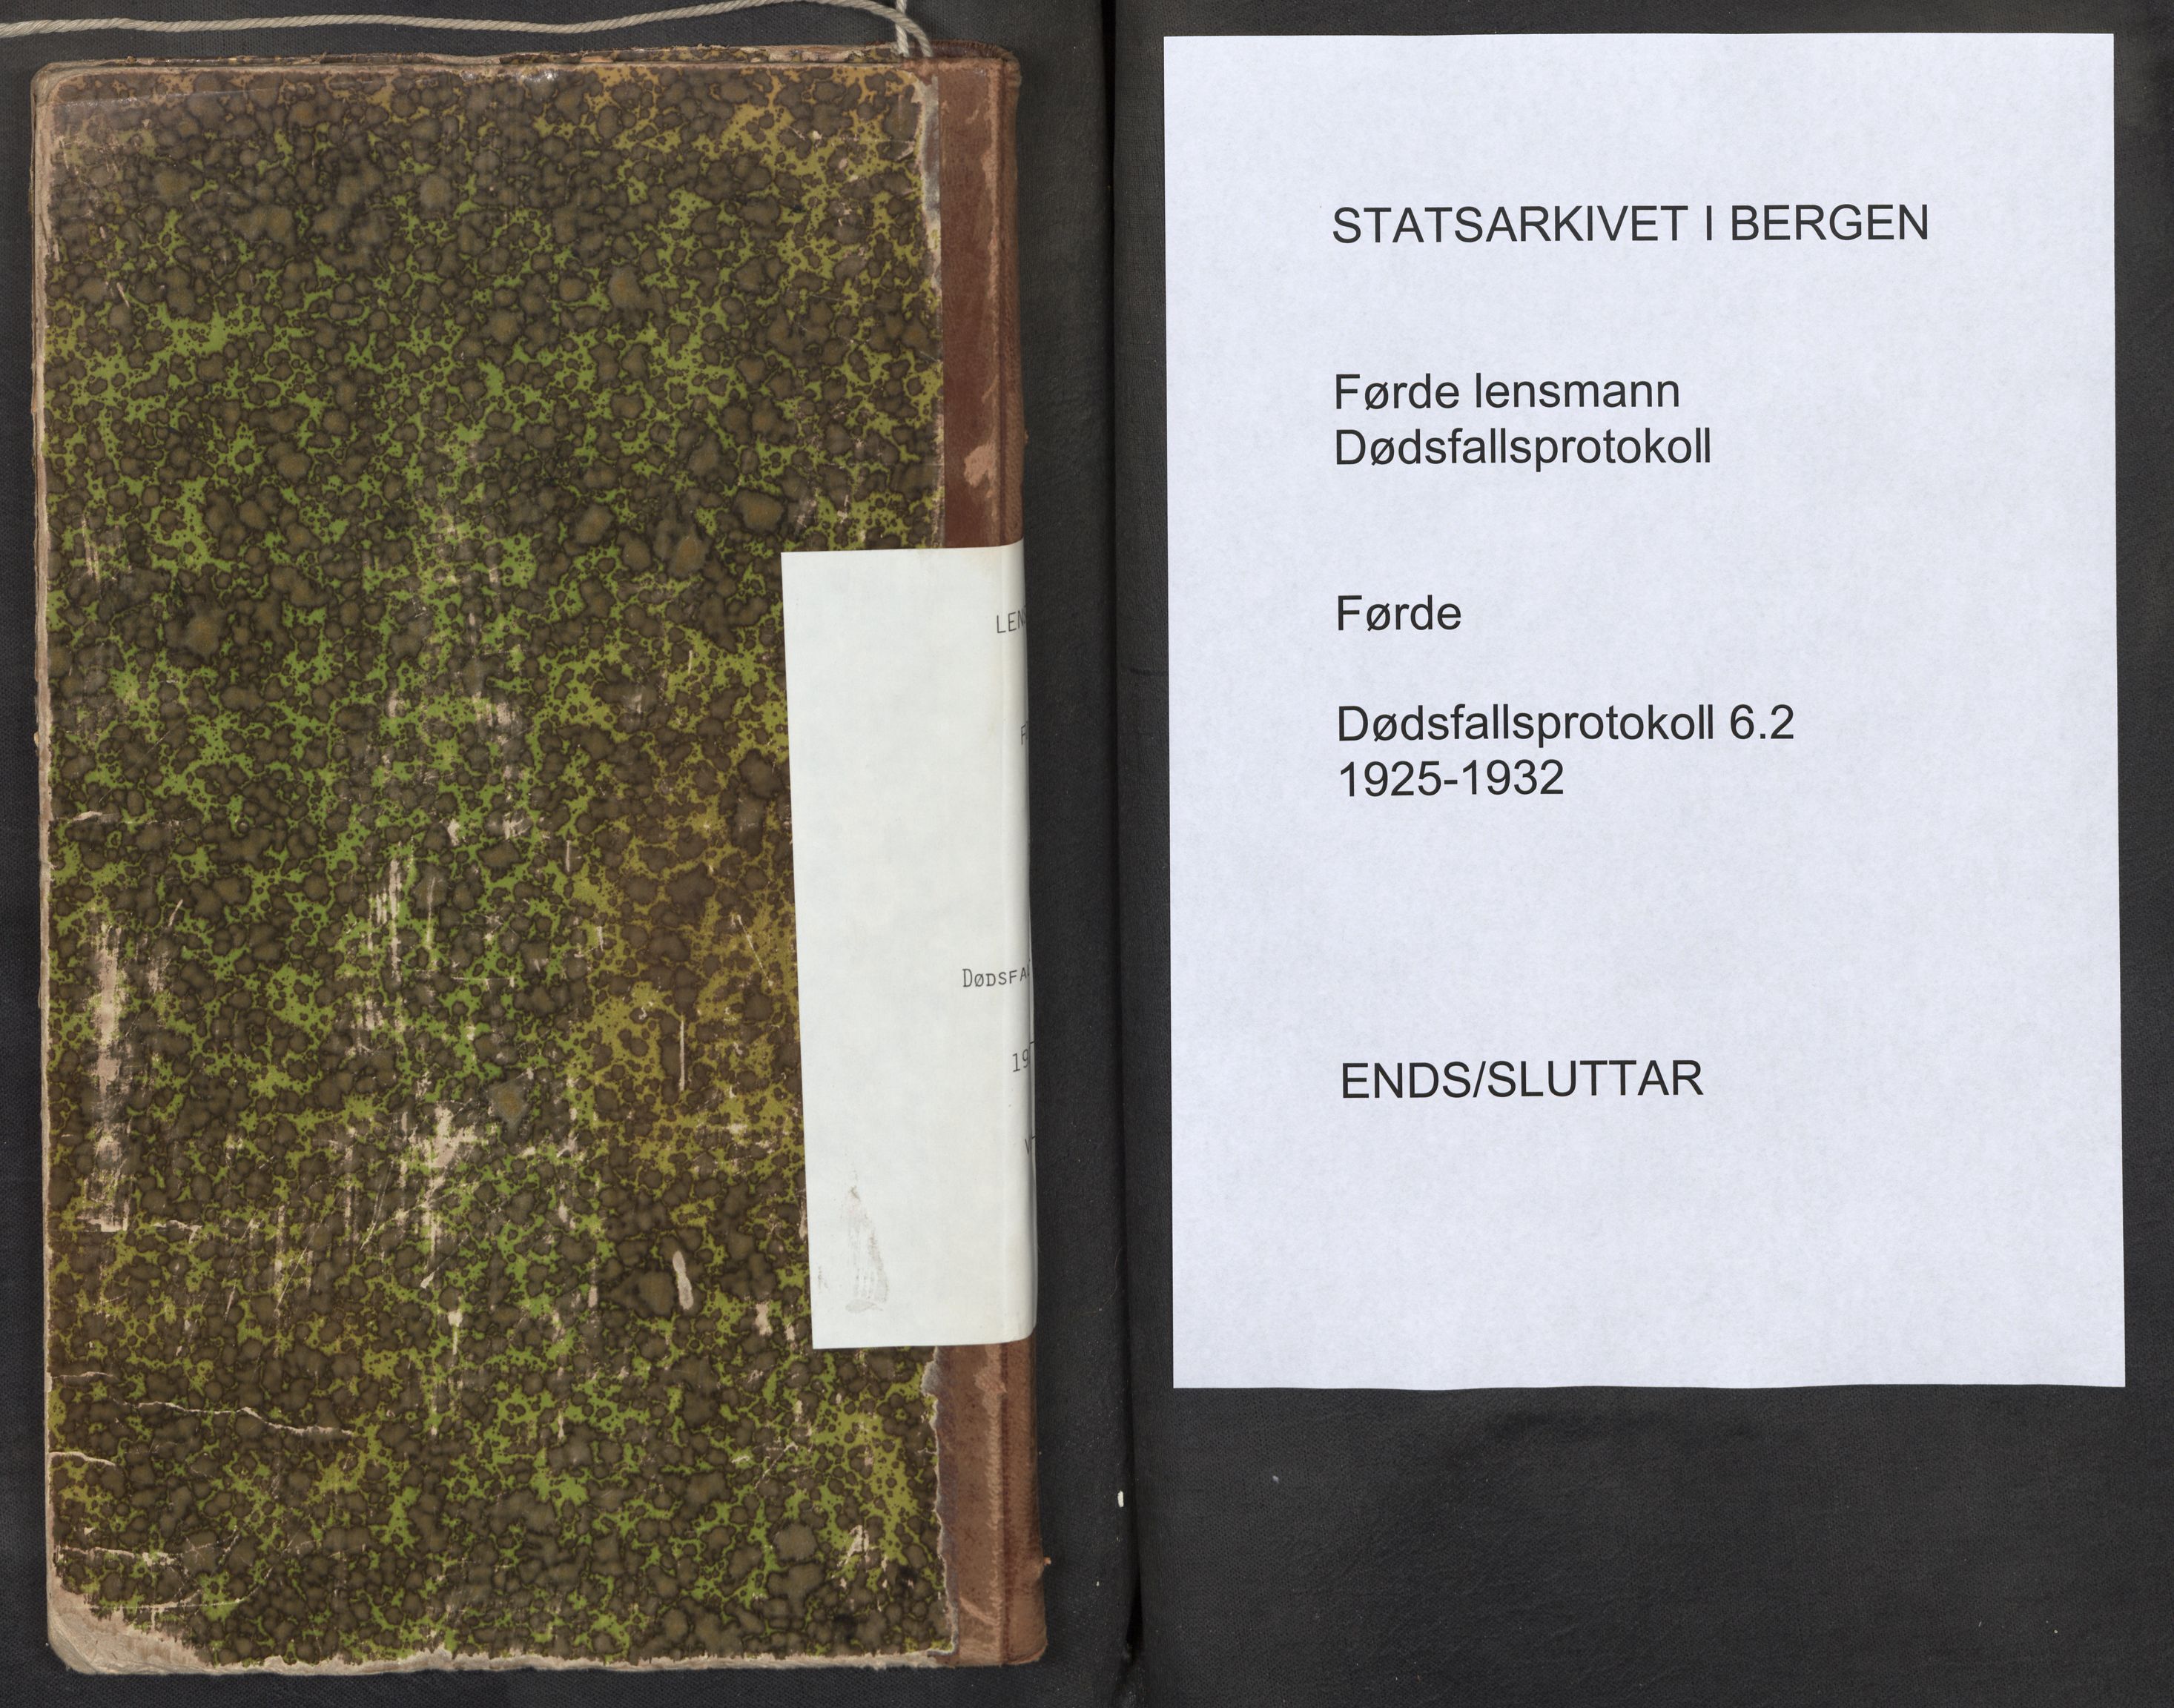 STATSARKIVET I BERGEN
Førde lensmann
Dødsfallsprotokoll
Førde
Dødsfallsprotokoll 6.2
1925-1932
ENDS/SLUTTAR